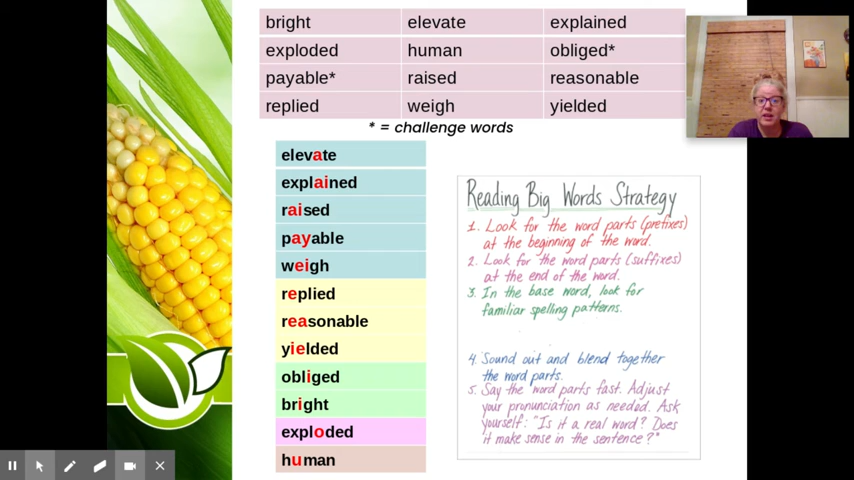 bright elevate explained
exploded human obliged*
payable* raised reasonable
replied weigh yielded
* = challenge words
elevate
explained
raised
payable
weigh
replied
reasonable
yielded
obliged
bright
exploded
human
Reading Big Words Strategy
1. Look for the word parts (prefixes)
at the beginning of the word.
2. Look for the word parts (suffixes)
at the end of the word.
3. In the base word, look for
familiar spelling patterns.
4. Sound out and blend together
the word parts.
5. Say the word parts fast. Adjust
your pronunciation as needed. Ask
yourself: "Is it a real word? Does
it make sense in the sentence?"